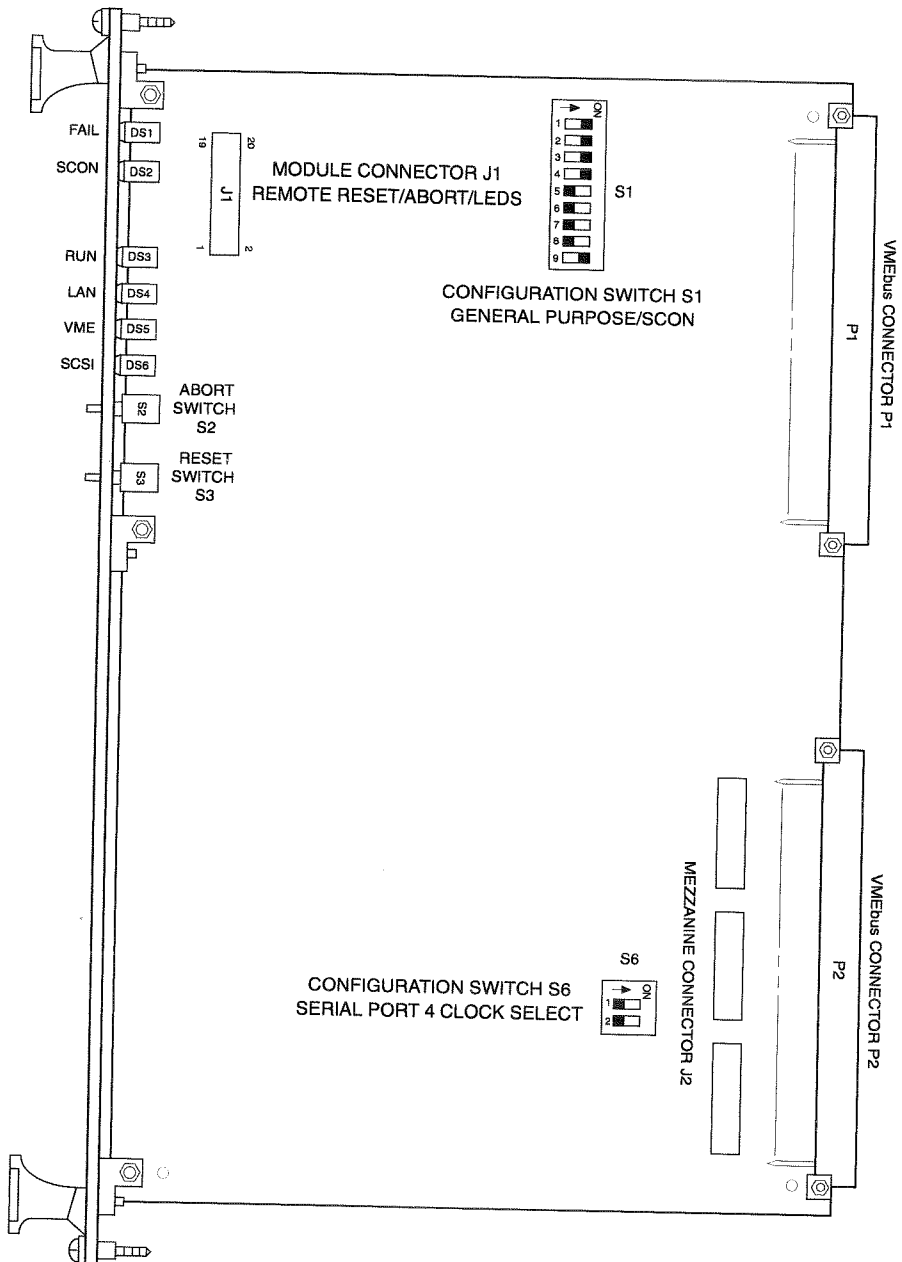 FAIL
DS1
SCON
DS2
RUN
DS3
LAN
DS4
VME
DS5
SCSI
DS6
ABORT
SWITCH
S2
S2
RESET
SWITCH
S3
S3
19
20
J1
1
2
MODULE CONNECTOR J1
REMOTE RESET/ABORT/LEDS
ON
1
2
3
4
5
6
7
8
9
S1
CONFIGURATION SWITCH S1
GENERAL PURPOSE/SCON
P1
VMEbus CONNECTOR P1
MEZZANINE CONNECTOR J2
P2
VMEbus CONNECTOR P2
S6
ON
1
2
CONFIGURATION SWITCH S6
SERIAL PORT 4 CLOCK SELECT